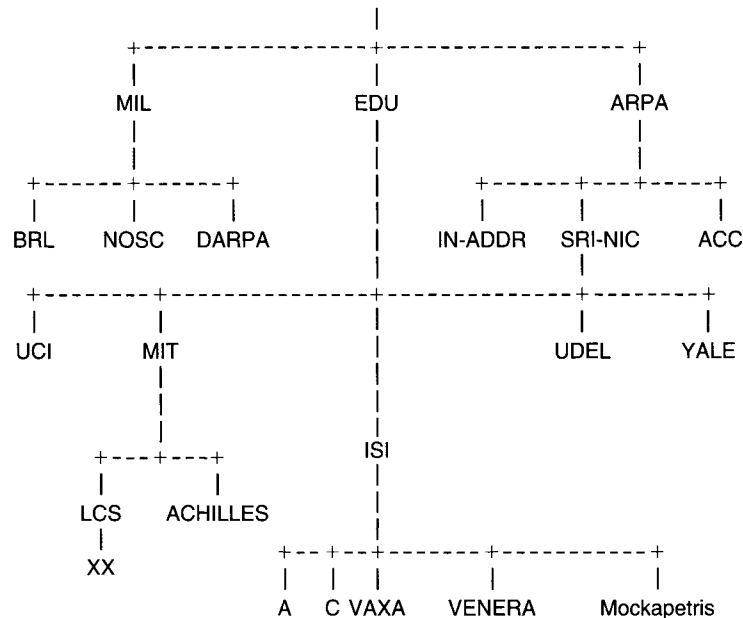 MIL EDU ARPA
BRL NOSC DARPA IN-ADDR SRI-NIC ACC
UCI MIT UDEL YALE
ISI
LCS ACHILLES
XX
A C VAXA VENERA Mockapetris